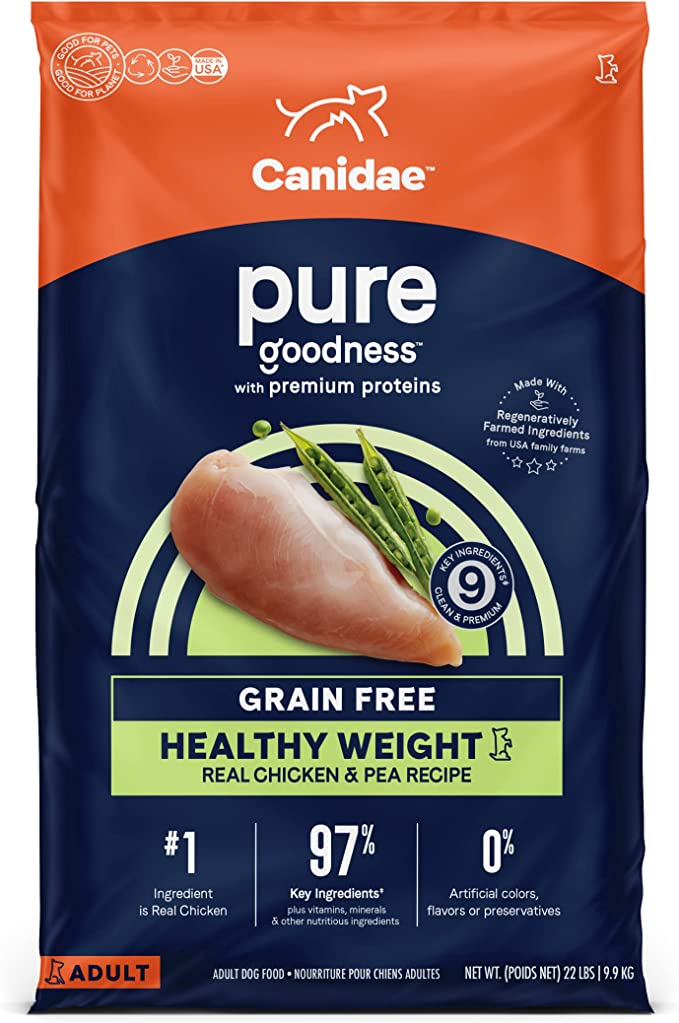 GOOD FOR PETS
GOOD FOR PLANET
MADE IN
USA*
Canidae™
pure
goodness™
with premium proteins
Made With
Regeneratively
Farmed Ingredients
from USA family farms
KEY INGREDIENTS‡
9
CLEAN & PREMIUM
GRAIN FREE
HEALTHY WEIGHT
REAL CHICKEN & PEA RECIPE
#1
Ingredient
is Real Chicken
97%
Key Ingredients‡
plus vitamins, minerals
& other nutritious ingredients
0%
Artificial colors,
flavors or preservatives
ADULT
ADULT DOG FOOD • NOURRITURE POUR CHIENS ADULTES
NET WT. (POIDS NET) 22 LBS | 9.9 KG